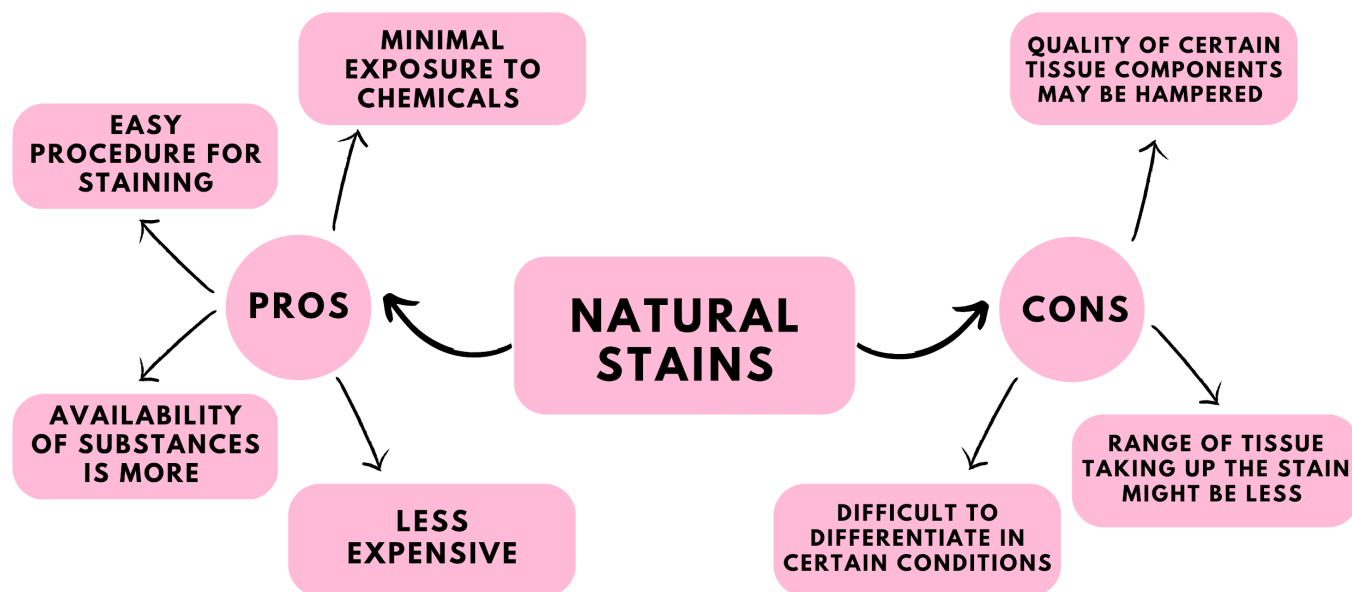 MINIMAL
EXPOSURE TO
CHEMICALS
QUALITY OF CERTAIN
TISSUE COMPONENTS
MAY BE HAMPERED
EASY
PROCEDURE FOR
STAINING
PROS
NATURAL
STAINS
CONS
AVAILABILITY
OF SUBSTANCES
IS MORE
RANGE OF TISSUE
TAKING UP THE STAIN
MIGHT BE LESS
LESS
EXPENSIVE
DIFFICULT TO
DIFFERENTIATE IN
CERTAIN CONDITIONS